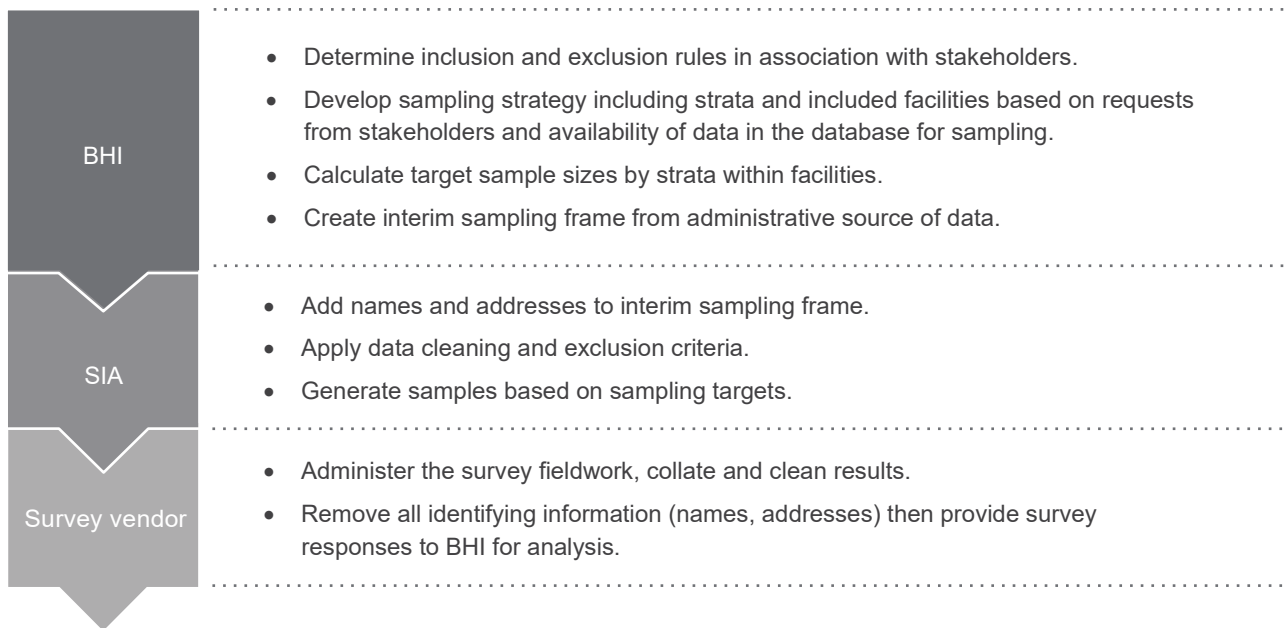 BHI
• Determine inclusion and exclusion rules in association with stakeholders.
• Develop sampling strategy including strata and included facilities based on requests
from stakeholders and availability of data in the database for sampling.
• Calculate target sample sizes by strata within facilities.
• Create interim sampling frame from administrative source of data.
SIA
• Add names and addresses to interim sampling frame.
• Apply data cleaning and exclusion criteria.
• Generate samples based on sampling targets.
Survey vendor
• Administer the survey fieldwork, collate and clean results.
• Remove all identifying information (names, addresses) then provide survey
responses to BHI for analysis.